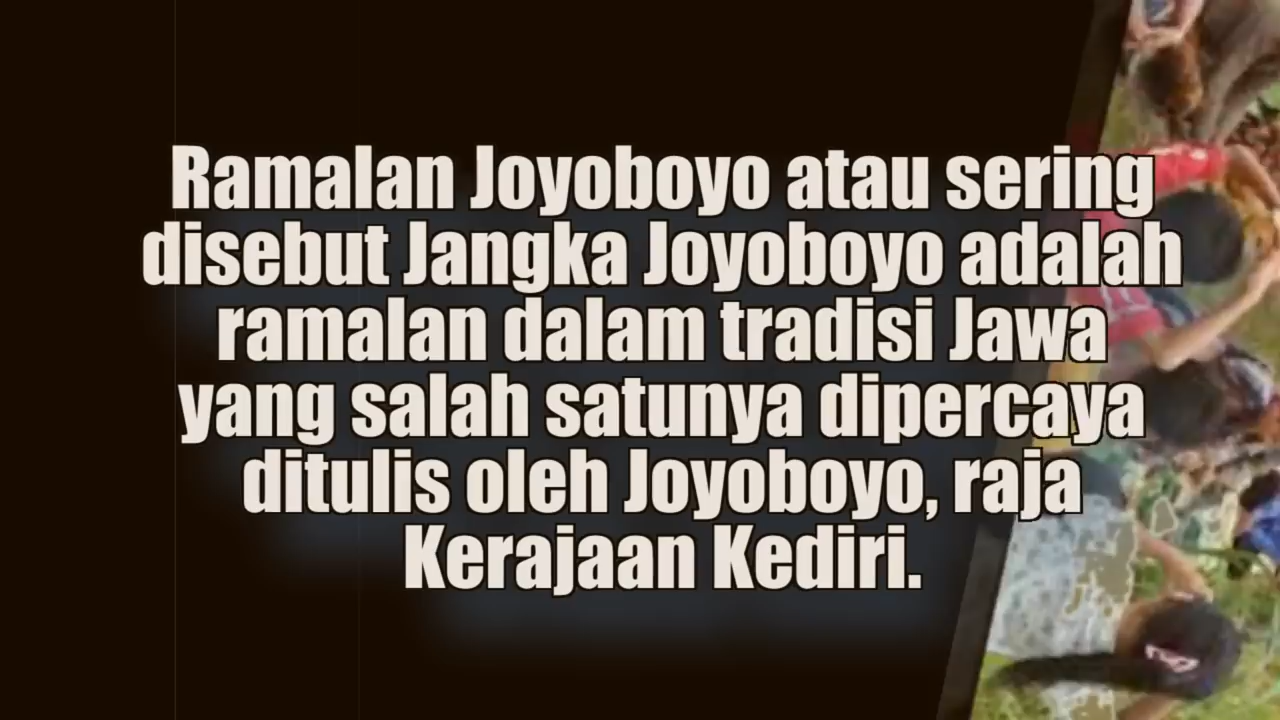 Ramalan Joyoboyo atau sering
disebut Jangka Joyoboyo adalah
ramalan dalam tradisi Jawa
yang salah satunya dipercaya
ditulis oleh Joyoboyo, raja
Kerajaan Kediri.